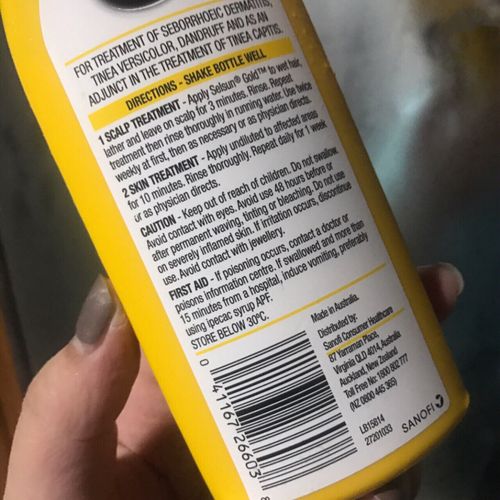 FOR TREATMENT OF SEBORRHOEIC DERMATITIS,
TINEA VERSICOLOR, DANDRUFF AND AS AN
ADJUNCT IN THE TREATMENT OF TINEA CAPITIS.
DIRECTIONS - SHAKE BOTTLE WELL
1 SCALP TREATMENT - Apply Selsun® Gold™ to wet hair,
lather and leave on scalp for 3 minutes. Rinse. Repeat
treatment then rinse thoroughly in running water. Use twice
weekly at first, then as necessary or as physician directs.
2 SKIN TREATMENT - Apply undiluted to affected areas
for 10 minutes. Rinse thoroughly. Repeat daily for 1 week
or as physician directs.
CAUTION - Keep out of reach of children. Do not swallow.
Avoid contact with eyes. Avoid use 48 hours before or
after permanent waving, tinting or bleaching. Do not use
on severely inflamed skin. If irritation occurs, discontinue
use. Avoid contact with jewellery.
FIRST AID - If poisoning occurs, contact a doctor or
poisons information centre. If swallowed and more than
15 minutes from a hospital, induce vomiting, preferably
using Ipecac syrup APF.
STORE BELOW 30°C.
Made in Australia.
Distributed by:
Sanofi Consumer Healthcare
87 Yarraman Place,
Virginia QLD 4014, Australia
Auckland, New Zealand
Toll Free No: 1800 802 777
(NZ 0800 445 365)
LB15B14
27201033
SANOFI
0 41167 26603 8